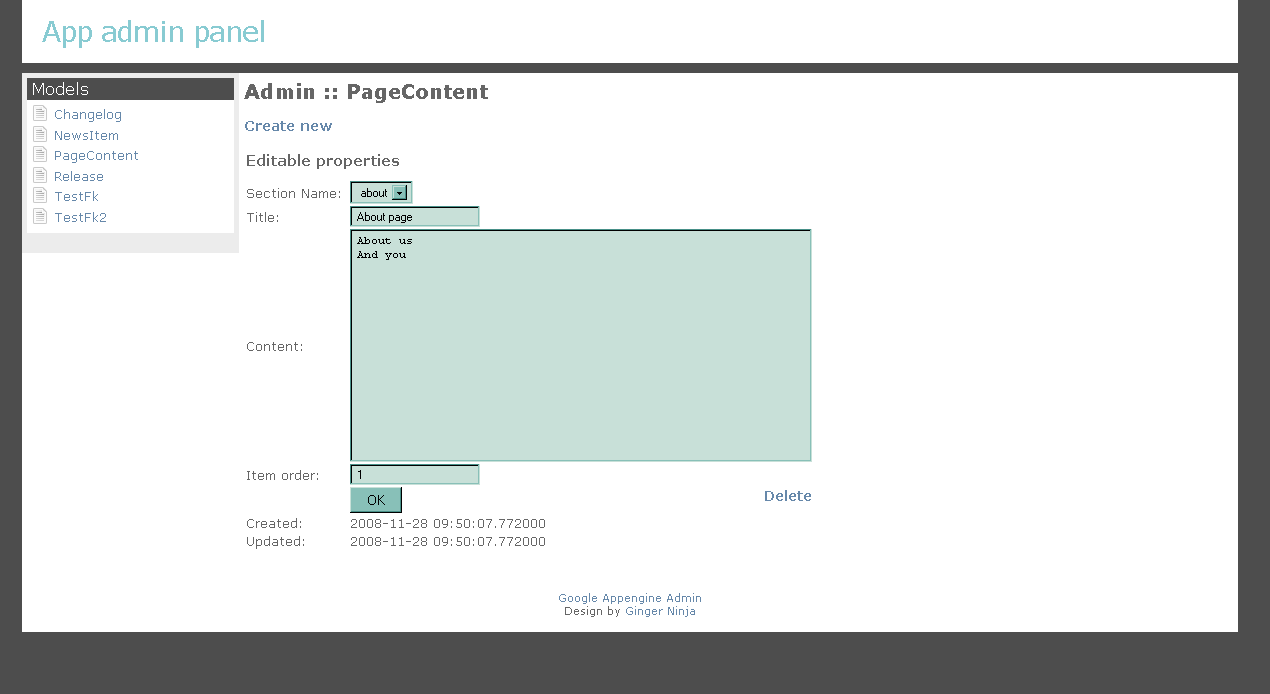 App admin panel
Models
Changelog
NewsItem
PageContent
Release
TestFk
TestFk2
Admin :: PageContent
Create new
Editable properties
Section Name: about
Title: About page
Content:
About us
And you
Item order: 1
OK
Delete
Created: 2008-11-28 09:50:07.772000
Updated: 2008-11-28 09:50:07.772000
Google Appengine Admin
Design by Ginger Ninja